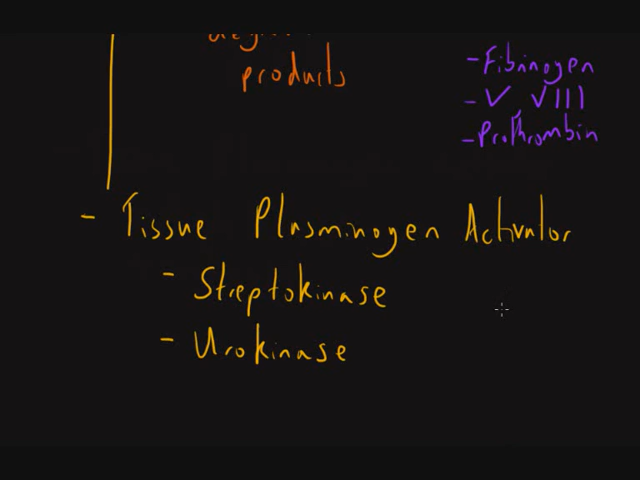 products
- Fibrinogen
- V, VIII
- Prothrombin
- Tissue Plasminogen Activator
- Streptokinase
- Urokinase